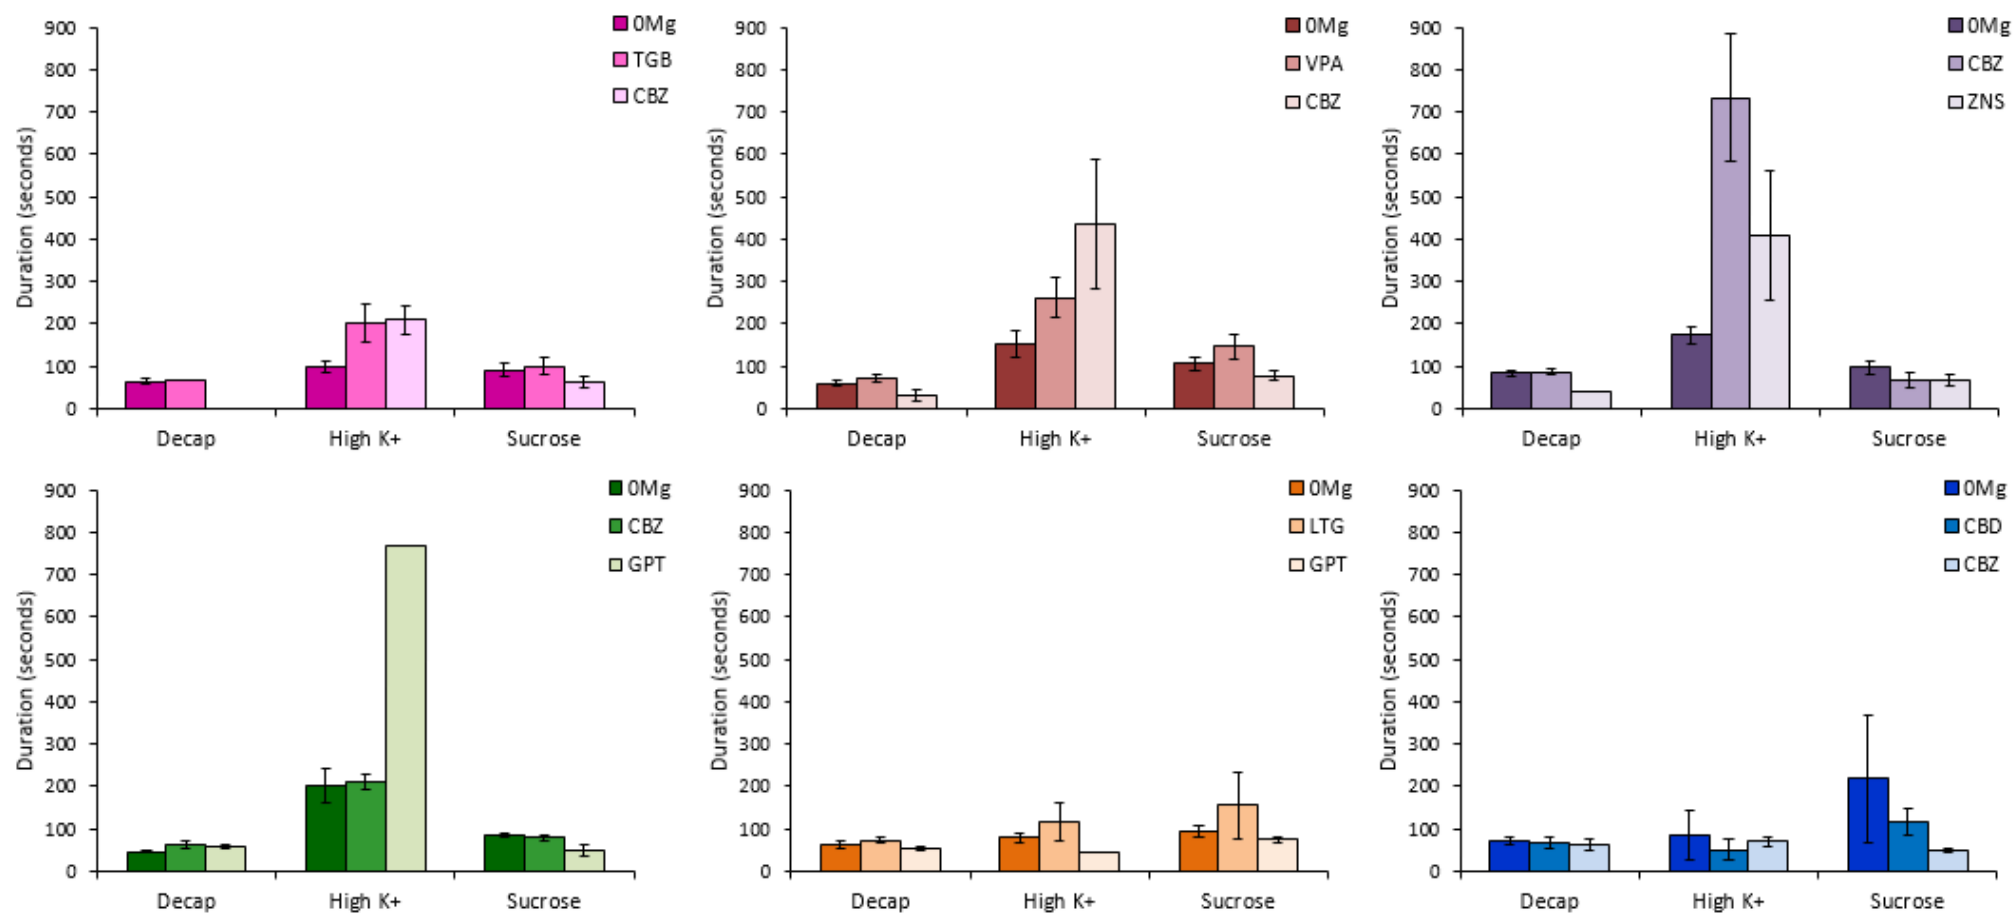 Duration (seconds)
900
800
700
600
500
400
300
200
100
0
Decap High K+ Sucrose
0Mg
TGB
CBZ
Duration (seconds)
900
800
700
600
500
400
300
200
100
0
Decap High K+ Sucrose
0Mg
VPA
CBZ
Duration (seconds)
900
800
700
600
500
400
300
200
100
0
Decap High K+ Sucrose
0Mg
CBZ
ZNS
Duration (seconds)
900
800
700
600
500
400
300
200
100
0
Decap High K+ Sucrose
0Mg
CBZ
GPT
Duration (seconds)
900
800
700
600
500
400
300
200
100
0
Decap High K+ Sucrose
0Mg
LTG
GPT
Duration (seconds)
900
800
700
600
500
400
300
200
100
0
Decap High K+ Sucrose
0Mg
CBD
CBZ